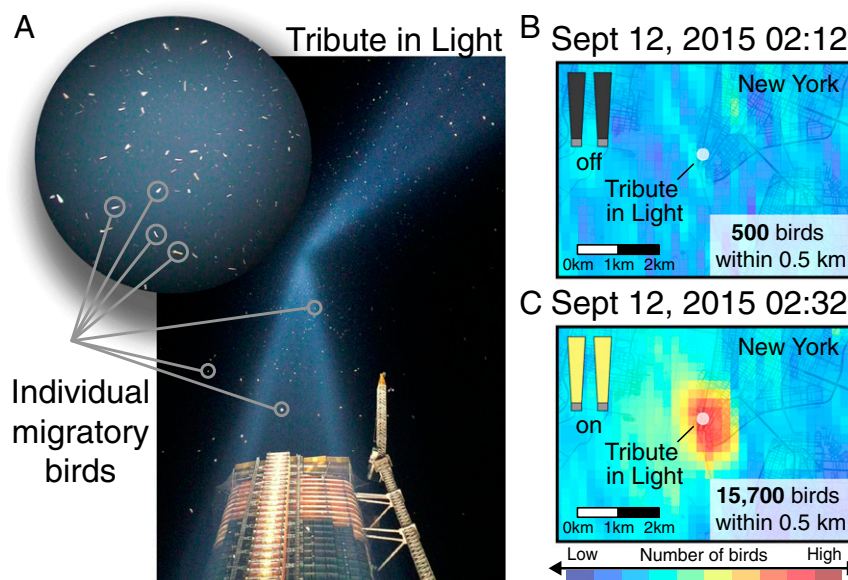 A
Tribute in Light
Individual
migratory
birds
B Sept 12, 2015 02:12
New York
off
Tribute
in Light
500 birds
within 0.5 km
0km 1km 2km
C Sept 12, 2015 02:32
New York
on
Tribute
in Light
15,700 birds
within 0.5 km
0km 1km 2km
Low Number of birds High